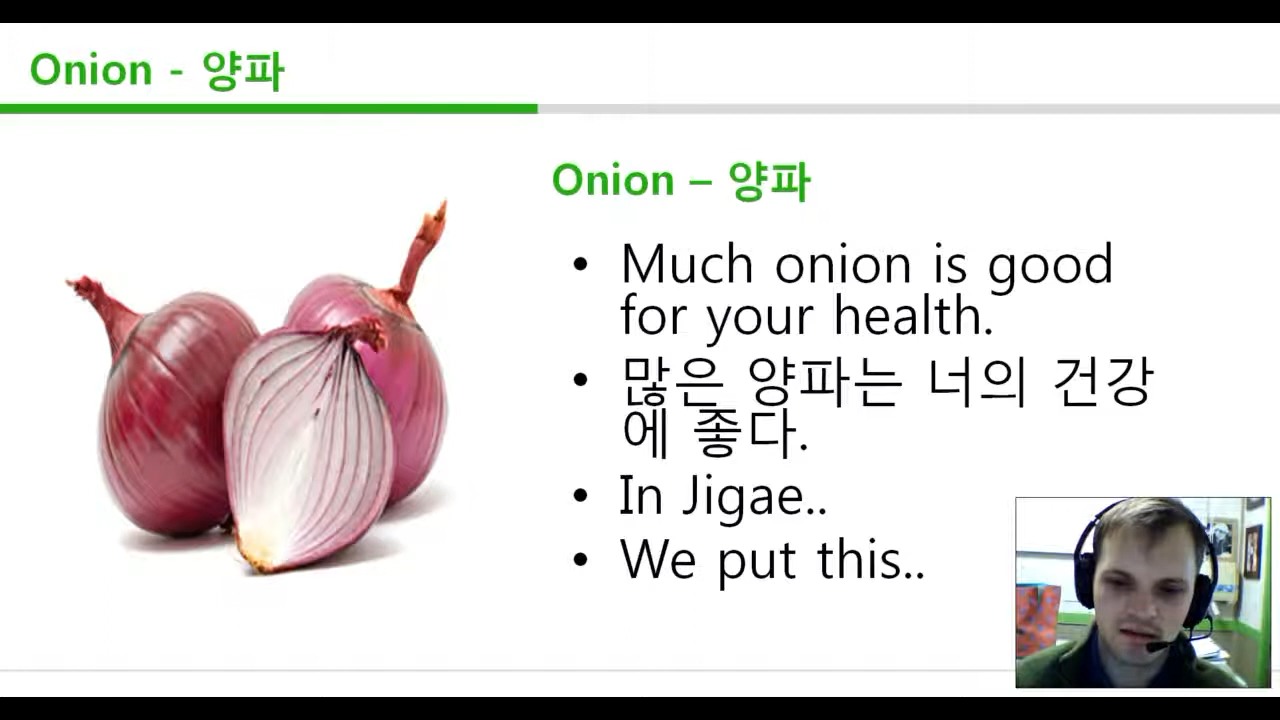 Onion - 양파
Onion – 양파
• Much onion is good
for your health.
• 많은 양파는 너의 건강
에 좋다.
• In Jigae..
• We put this..